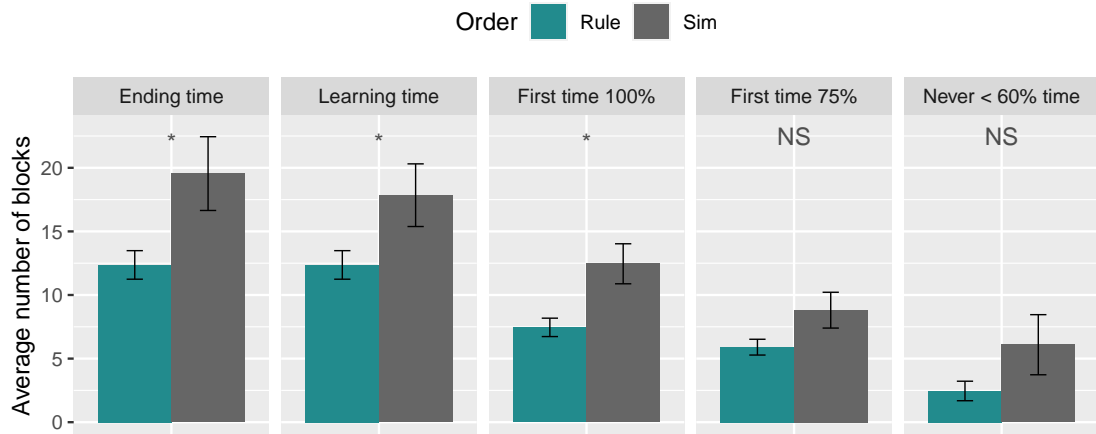 Order Rule Sim
Ending time
Learning time
First time 100%
First time 75%
Never < 60% time
*
*
*
NS
NS
Average number of blocks
20
15
10
5
0